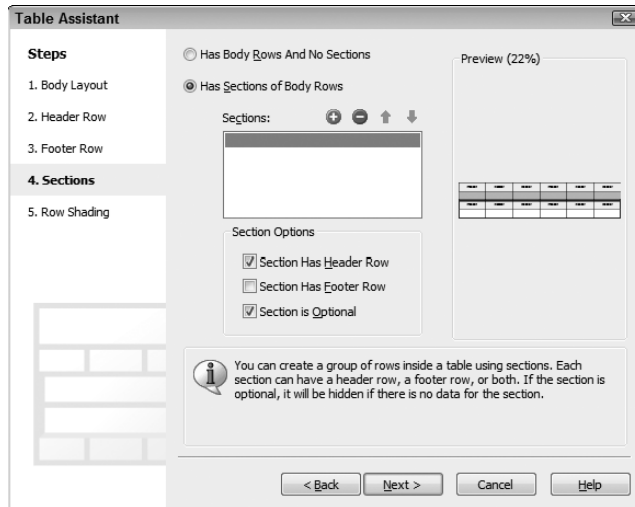 Table Assistant
Steps
1. Body Layout
2. Header Row
3. Footer Row
4. Sections
5. Row Shading
Has Body Rows And No Sections
Has Sections of Body Rows
Sections:
Section Options
Section Has Header Row
Section Has Footer Row
Section is Optional
Preview (22%)
You can create a group of rows inside a table using sections. Each
section can have a header row, a footer row, or both. If the section is
optional, it will be hidden if there is no data for the section.
< Back
Next >
Cancel
Help